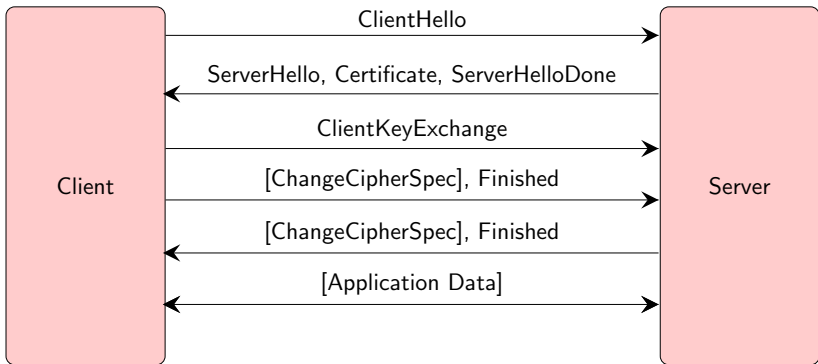 ClientHello
ServerHello, Certificate, ServerHelloDone
ClientKeyExchange
Client
[ChangeCipherSpec], Finished
Server
[ChangeCipherSpec], Finished
[Application Data]